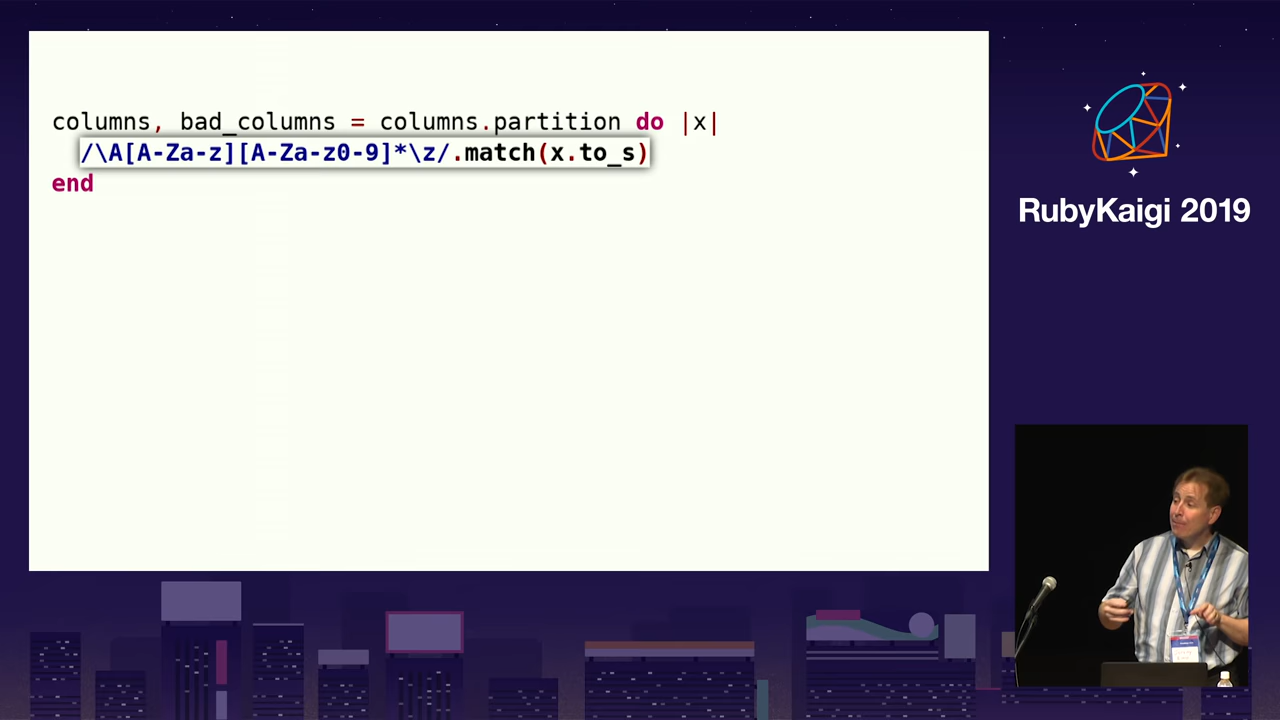 columns, bad_columns = columns.partition do |x|
/\A[A-Za-z][A-Za-z0-9]*\z/.match(x.to_s)
end
RubyKaigi 2019